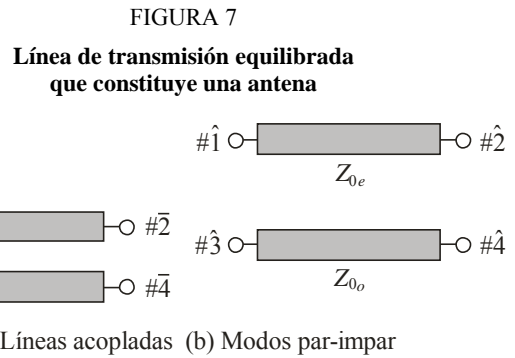 FIGURA 7
Línea de transmisión equilibrada
que constituye una antena
#1̂ #2̂
Z₀ₑ
#2̅
#3̂ #4̂
Z₀ₒ
#4̅
Líneas acopladas (b) Modos par-impar